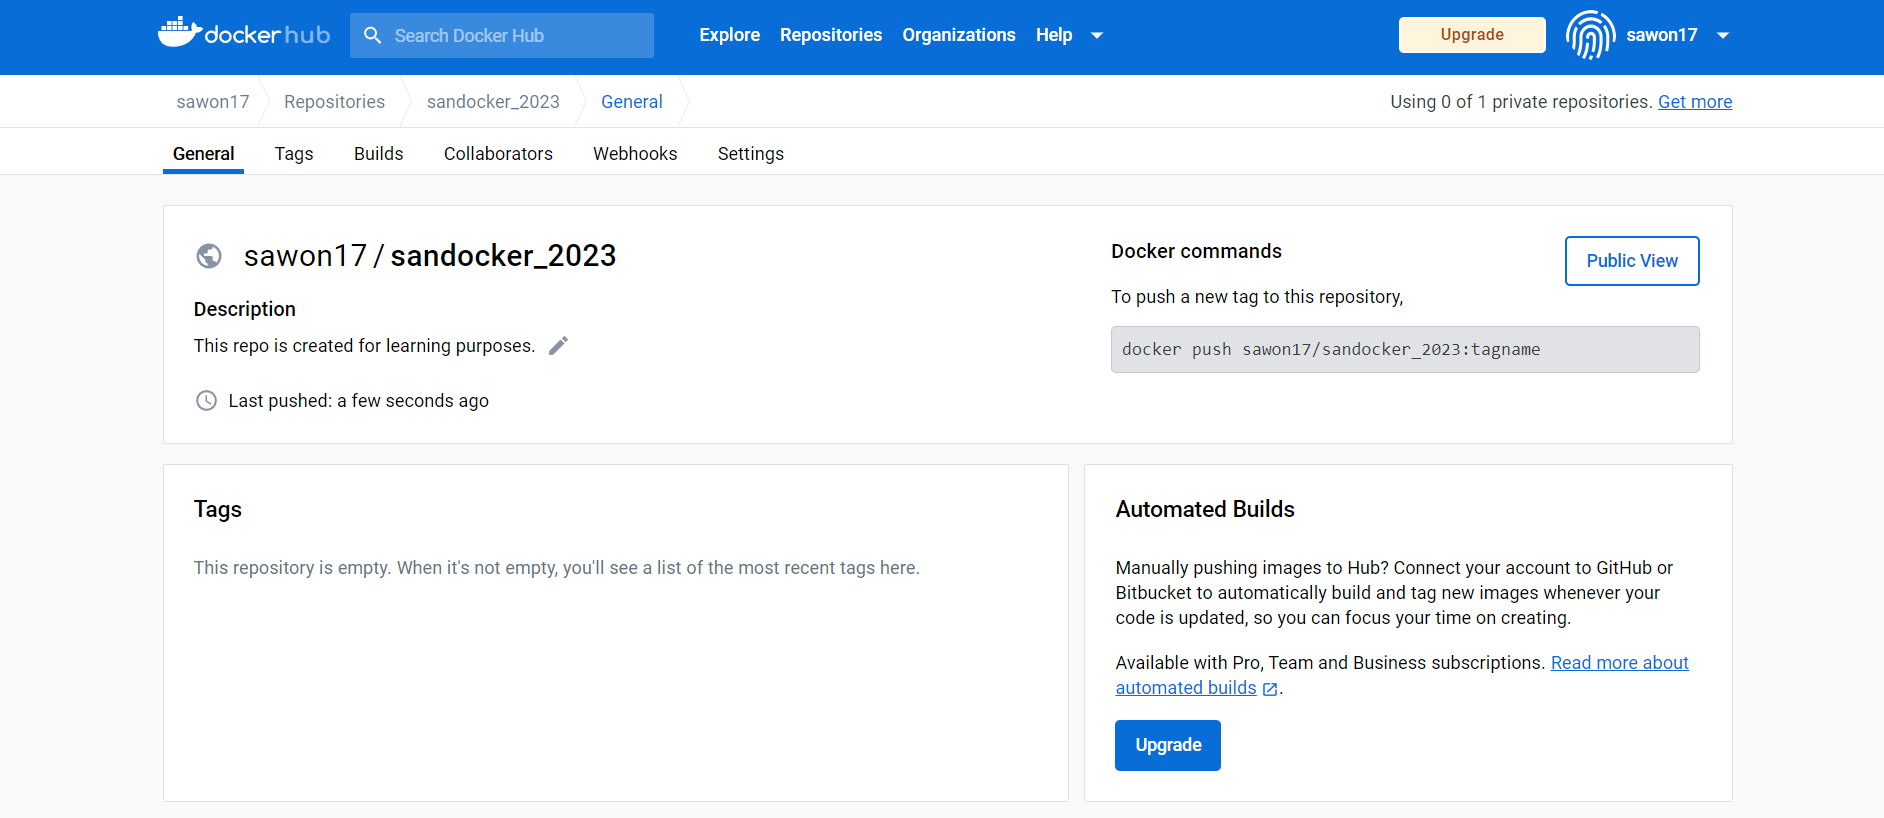 docker hub
Search Docker Hub
Explore Repositories Organizations Help
Upgrade
sawon17
sawon17 Repositories sandocker_2023 General
Using 0 of 1 private repositories. Get more
General Tags Builds Collaborators Webhooks Settings
sawon17 / sandocker_2023
Description
This repo is created for learning purposes.
Last pushed: a few seconds ago
Docker commands
Public View
To push a new tag to this repository,
docker push sawon17/sandocker_2023:tagname
Tags
This repository is empty. When it's not empty, you'll see a list of the most recent tags here.
Automated Builds
Manually pushing images to Hub? Connect your account to GitHub or
Bitbucket to automatically build and tag new images whenever your
code is updated, so you can focus your time on creating.
Available with Pro, Team and Business subscriptions. Read more about
automated builds .
Upgrade